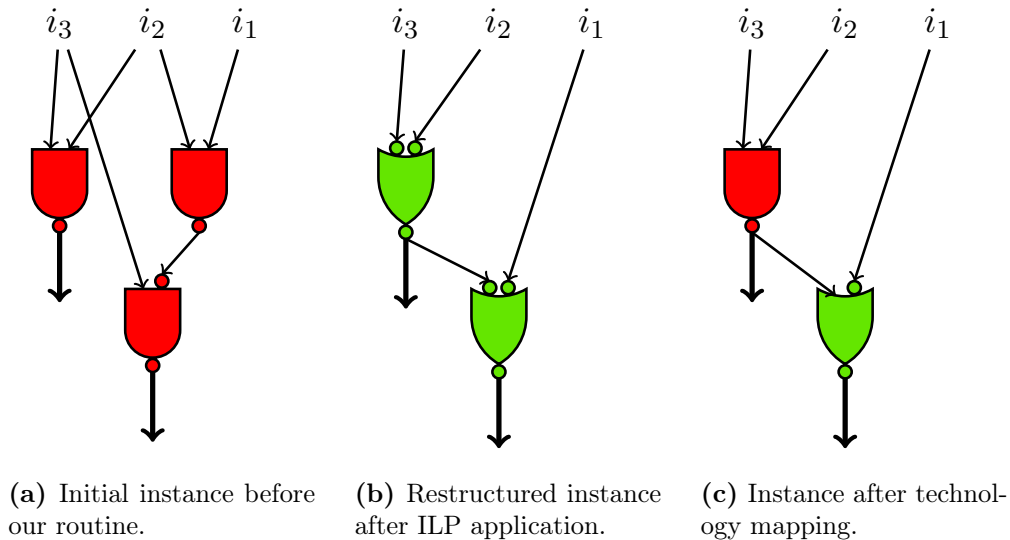 i₃ i₂ i₁ i₃ i₂ i₁ i₃ i₂ i₁
(a) Initial instance before
our routine.
(b) Restructured instance
after ILP application.
(c) Instance after technol-
ogy mapping.